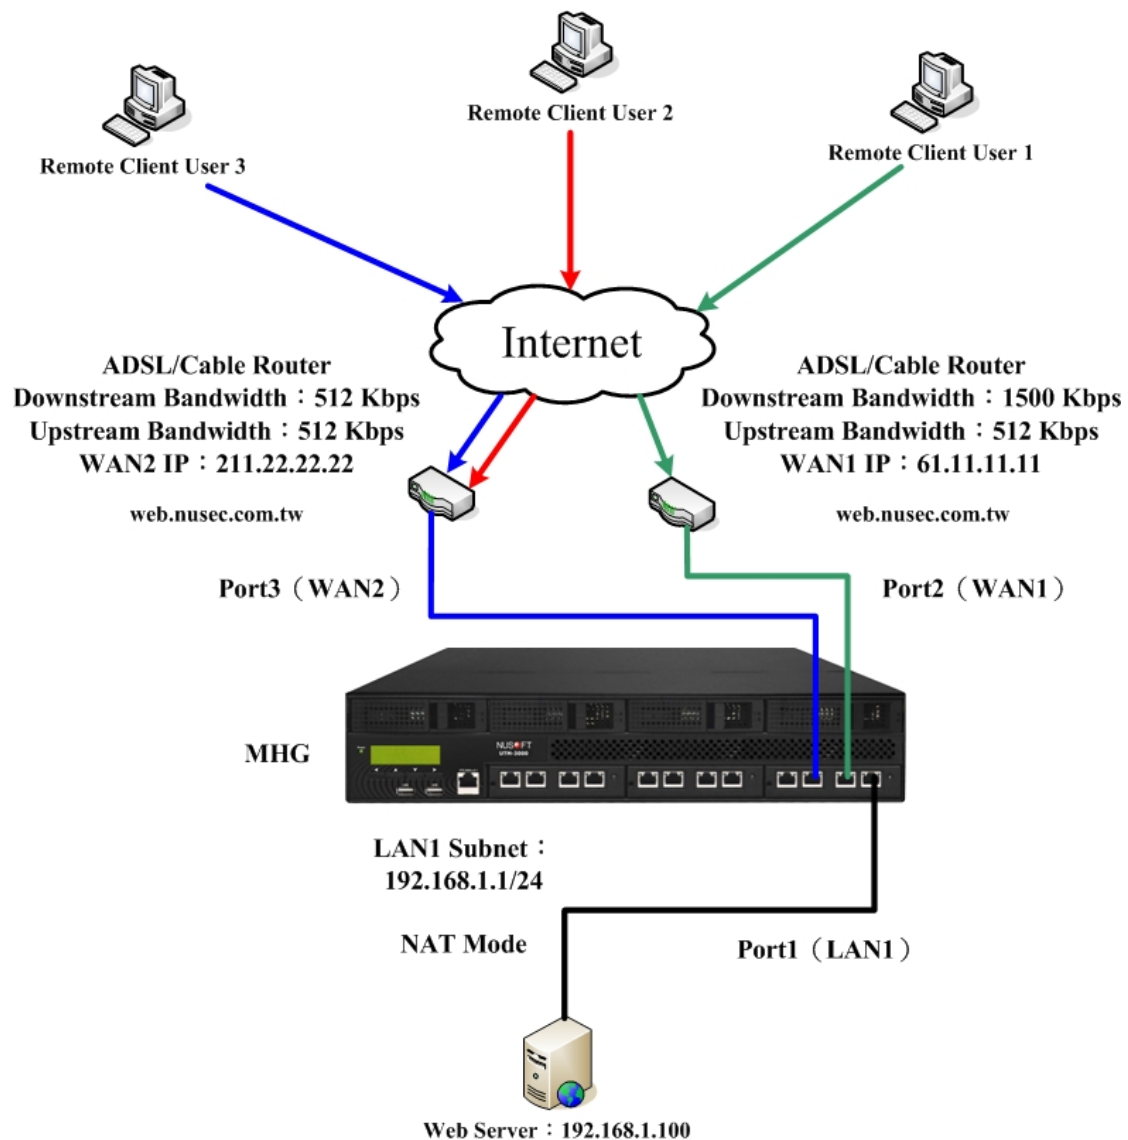 Remote Client User 2
Remote Client User 3
Remote Client User 1
Internet
ADSL/Cable Router
Downstream Bandwidth：512 Kbps
Upstream Bandwidth：512 Kbps
WAN2 IP：211.22.22.22
web.nusec.com.tw
ADSL/Cable Router
Downstream Bandwidth：1500 Kbps
Upstream Bandwidth：512 Kbps
WAN1 IP：61.11.11.11
web.nusec.com.tw
Port3（WAN2）
Port2（WAN1）
MHG
NUSOFT
LAN1 Subnet：
192.168.1.1/24
NAT Mode
Port1（LAN1）
Web Server：192.168.1.100